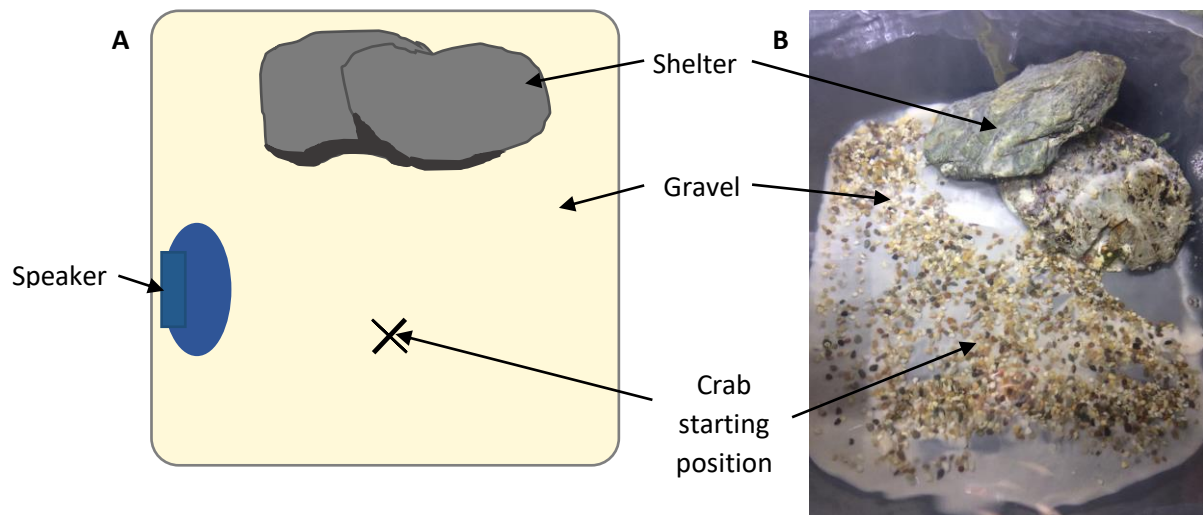 A
B
Shelter
Gravel
Speaker
Crab
starting
position